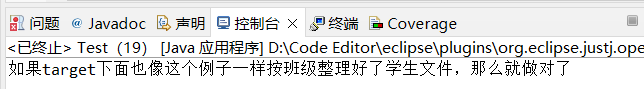 问题 @ Javadoc 声明 控制台 × 终端 Coverage
<已终止> Test（19） [Java 应用程序] D:\Code Editor\eclipse\plugins\org.eclipse.justj.ope
如果target下面也像这个例子一样按班级整理好了学生文件，那么就做对了